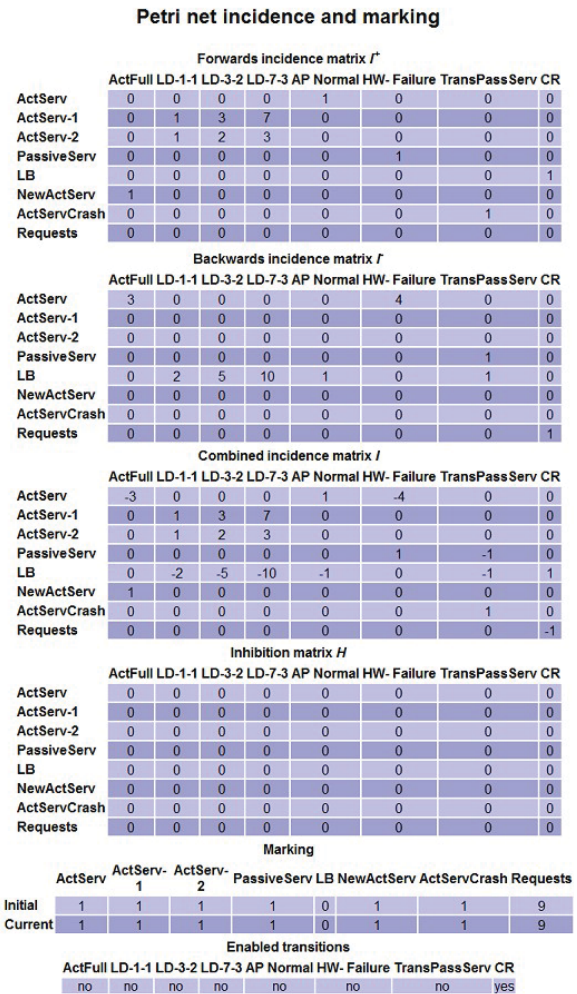 Petri net incidence and marking
Forwards incidence matrix I+
ActFull LD-1-1 LD-3-2 LD-7-3 AP Normal HW- Failure TransPassServ CR
ActServ 0 0 0 0 1 0 0 0
ActServ-1 0 1 3 7 0 0 0 0
ActServ-2 0 1 2 3 0 0 0 0
PassiveServ 0 0 0 0 0 1 0 0
LB 0 0 0 0 0 0 0 1
NewActServ 1 0 0 0 0 0 0 0
ActServCrash 0 0 0 0 0 0 1 0
Requests 0 0 0 0 0 0 0 0
Backwards incidence matrix I-
ActFull LD-1-1 LD-3-2 LD-7-3 AP Normal HW- Failure TransPassServ CR
ActServ 3 0 0 0 0 4 0 0
ActServ-1 0 0 0 0 0 0 0 0
ActServ-2 0 0 0 0 0 0 0 0
PassiveServ 0 0 0 0 0 0 1 0
LB 0 2 5 10 1 0 1 0
NewActServ 0 0 0 0 0 0 0 0
ActServCrash 0 0 0 0 0 0 0 0
Requests 0 0 0 0 0 0 0 1
Combined incidence matrix I
ActFull LD-1-1 LD-3-2 LD-7-3 AP Normal HW- Failure TransPassServ CR
ActServ -3 0 0 0 1 -4 0 0
ActServ-1 0 1 3 7 0 0 0 0
ActServ-2 0 1 2 3 0 0 0 0
PassiveServ 0 0 0 0 0 1 -1 0
LB 0 -2 -5 -10 -1 0 -1 1
NewActServ 1 0 0 0 0 0 0 0
ActServCrash 0 0 0 0 0 0 1 0
Requests 0 0 0 0 0 0 0 -1
Inhibition matrix H
ActFull LD-1-1 LD-3-2 LD-7-3 AP Normal HW- Failure TransPassServ CR
ActServ 0 0 0 0 0 0 0 0
ActServ-1 0 0 0 0 0 0 0 0
ActServ-2 0 0 0 0 0 0 0 0
PassiveServ 0 0 0 0 0 0 0 0
LB 0 0 0 0 0 0 0 0
NewActServ 0 0 0 0 0 0 0 0
ActServCrash 0 0 0 0 0 0 0 0
Requests 0 0 0 0 0 0 0 0
Marking
ActServ ActServ-1 ActServ-2 PassiveServ LB NewActServ ActServCrash Requests
Initial 1 1 1 1 0 1 1 9
Current 1 1 1 1 0 1 1 9
Enabled transitions
ActFull LD-1-1 LD-3-2 LD-7-3 AP Normal HW- Failure TransPassServ CR
no no no no no no no yes